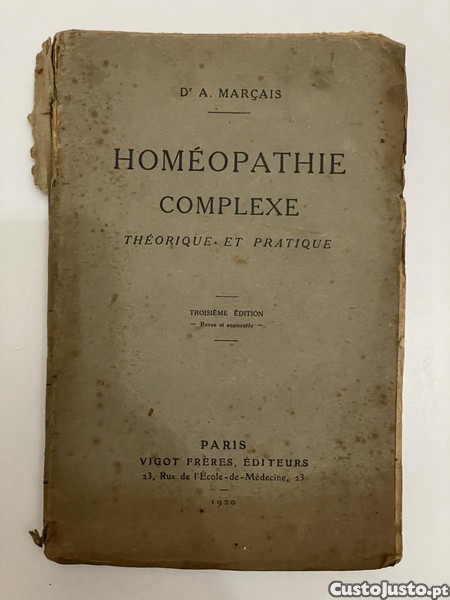 Dʳ A. MARÇAIS
HOMÉOPATHIE
COMPLEXE
THÉORIQUE ET PRATIQUE
TROISIÈME ÉDITION
— Revue et augmentée —
PARIS
VIGOT FRÈRES, ÉDITEURS
23, Rue de l'École-de-Médecine, 23
1920
CustoJusto.pt